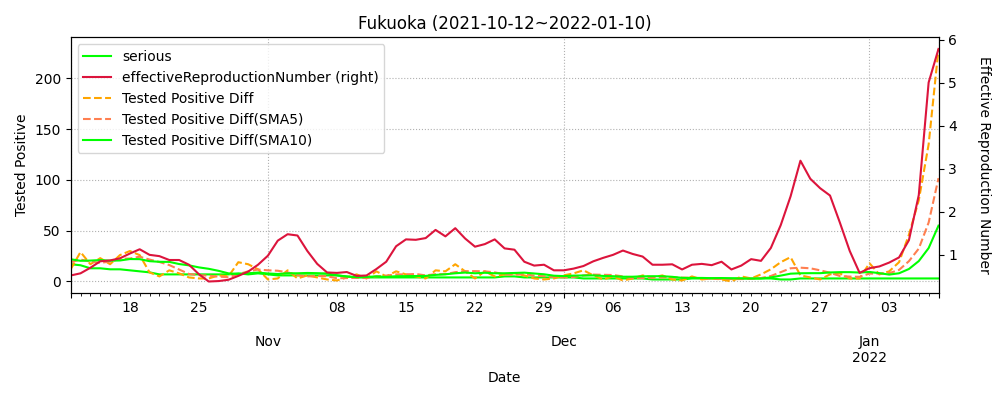 Fukuoka (2021-10-12~2022-01-10)
serious
effectiveReproductionNumber (right)
Tested Positive Diff
Tested Positive Diff(SMA5)
Tested Positive Diff(SMA10)
Tested Positive
200
150
100
50
0
6
5
4
3
2
1
Effective Reproduction Number
18 25 08 15 22 29 06 13 20 27 03
Nov Dec Jan
2022
Date